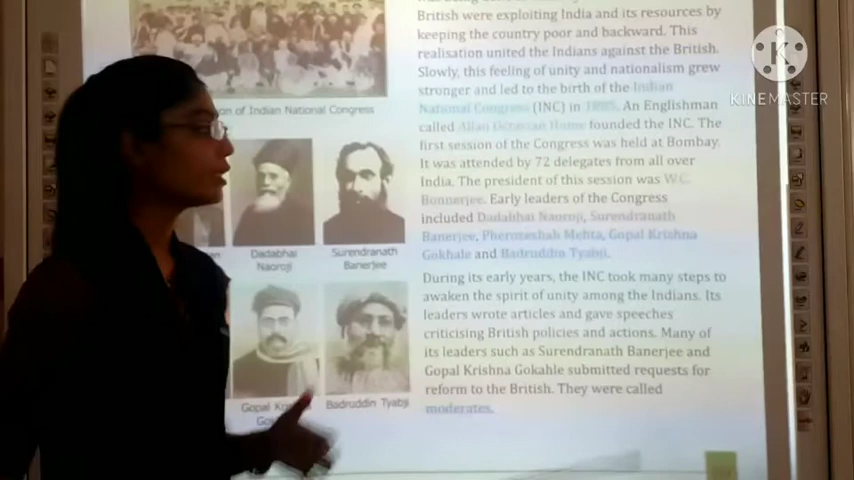 British were exploiting India and its resources by
keeping the country poor and backward. This
realisation united the Indians against the British.
Slowly, this feeling of unity and nationalism grew
stronger and led to the birth of the Indian
National Congress (INC) in 1885. An Englishman
called Allan Octavian Hume founded the INC. The
first session of the Congress was held at Bombay.
It was attended by 72 delegates from all over
India. The president of this session was W.C.
Bonnerjee. Early leaders of the Congress
included Dadabhai Naoroji, Surendranath
Banerjee, Pherozeshah Mehta, Gopal Krishna
Gokhale and Badruddin Tyabji.
During its early years, the INC took many steps to
awaken the spirit of unity among the Indians. Its
leaders wrote articles and gave speeches
criticising British policies and actions. Many of
its leaders such as Surendranath Banerjee and
Gopal Krishna Gokahle submitted requests for
reform to the British. They were called
moderates.
of Indian National Congress
Dadabhai
Naoroji
Surendranath
Banerjee
Gopal
Badruddin Tyabji
KINEMASTER